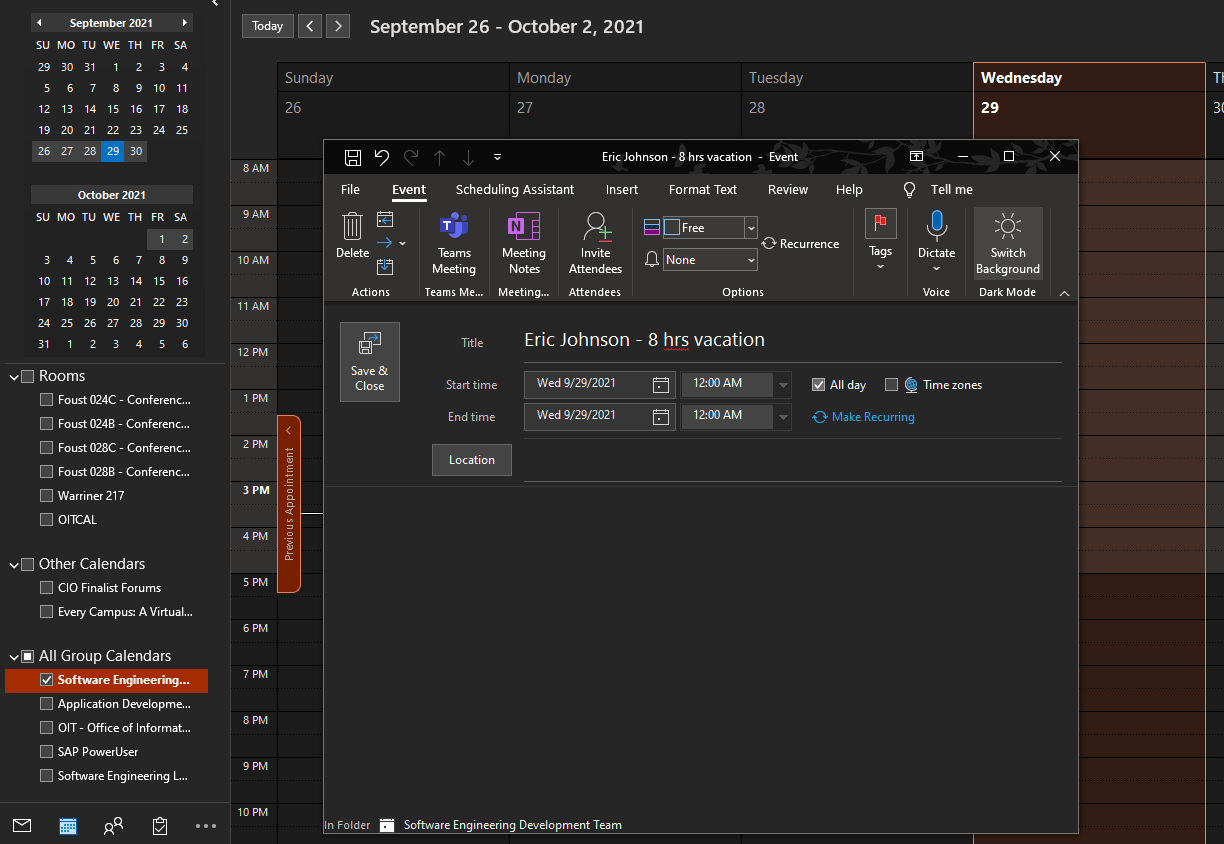 September 2021
SU MO TU WE TH FR SA
29 30 31 1 2 3 4
5 6 7 8 9 10 11
12 13 14 15 16 17 18
19 20 21 22 23 24 25
26 27 28 29 30
October 2021
SU MO TU WE TH FR SA
1 2
3 4 5 6 7 8 9
10 11 12 13 14 15 16
17 18 19 20 21 22 23
24 25 26 27 28 29 30
31 1 2 3 4 5 6
Rooms
Foust 024C - Conferenc...
Foust 024B - Conferenc...
Foust 028C - Conferenc...
Foust 028B - Conferenc...
Warriner 217
OITCAL
Other Calendars
CIO Finalist Forums
Every Campus: A Virtual...
All Group Calendars
Software Engineering...
Application Developme...
OIT - Office of Informat...
SAP PowerUser
Software Engineering L...
Today
September 26 - October 2, 2021
Sunday Monday Tuesday Wednesday Th
26 27 28 29 30
8 AM
9 AM
10 AM
11 AM
12 PM
1 PM
2 PM
3 PM
4 PM
5 PM
6 PM
7 PM
8 PM
9 PM
10 PM
Previous Appointment
Eric Johnson - 8 hrs vacation - Event
File Event Scheduling Assistant Insert Format Text Review Help Tell me
Delete
Actions
Teams
Meeting
Teams Me...
Meeting
Notes
Meeting...
Invite
Attendees
Attendees
Free
None
Recurrence
Options
Tags
Dictate
Voice
Switch
Background
Dark Mode
Save &
Close
Title Eric Johnson - 8 hrs vacation
Start time Wed 9/29/2021 12:00 AM All day Time zones
End time Wed 9/29/2021 12:00 AM Make Recurring
Location
In Folder Software Engineering Development Team